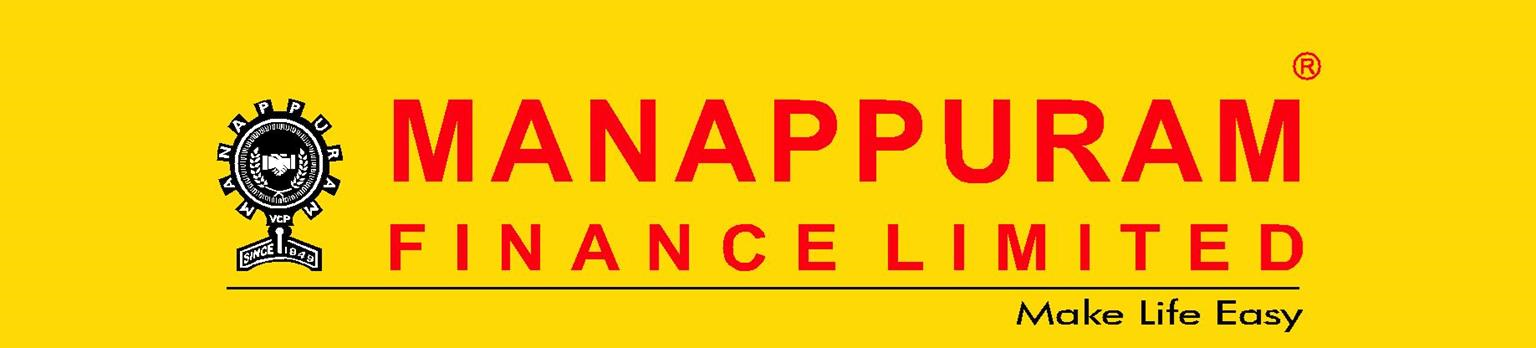 ®
MANAPPURAM
MANAPPURAM
VCP
SINCE 1949
FINANCE LIMITED
Make Life Easy